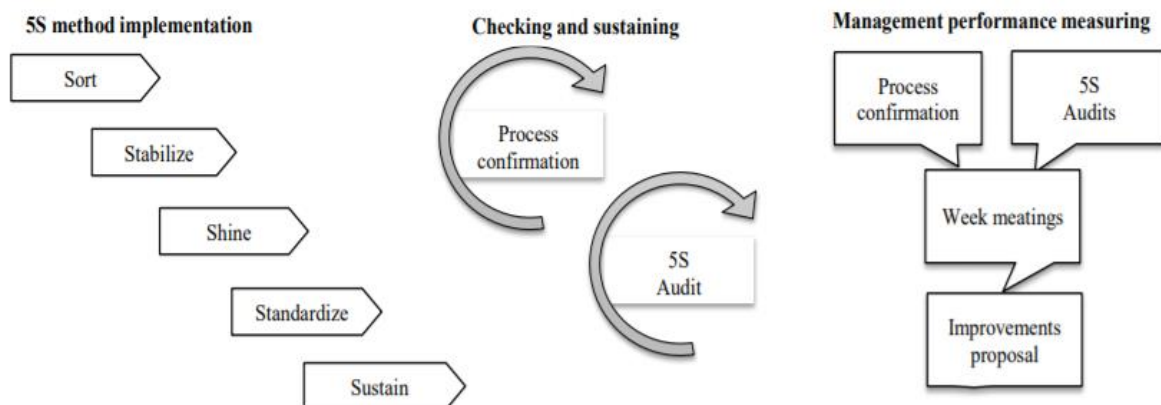 5S method implementation
Sort
Stabilize
Shine
Standardize
Sustain
Checking and sustaining
Process
confirmation
5S
Audit
Management performance measuring
Process
confirmation
5S
Audits
Week meatings
Improvements
proposal